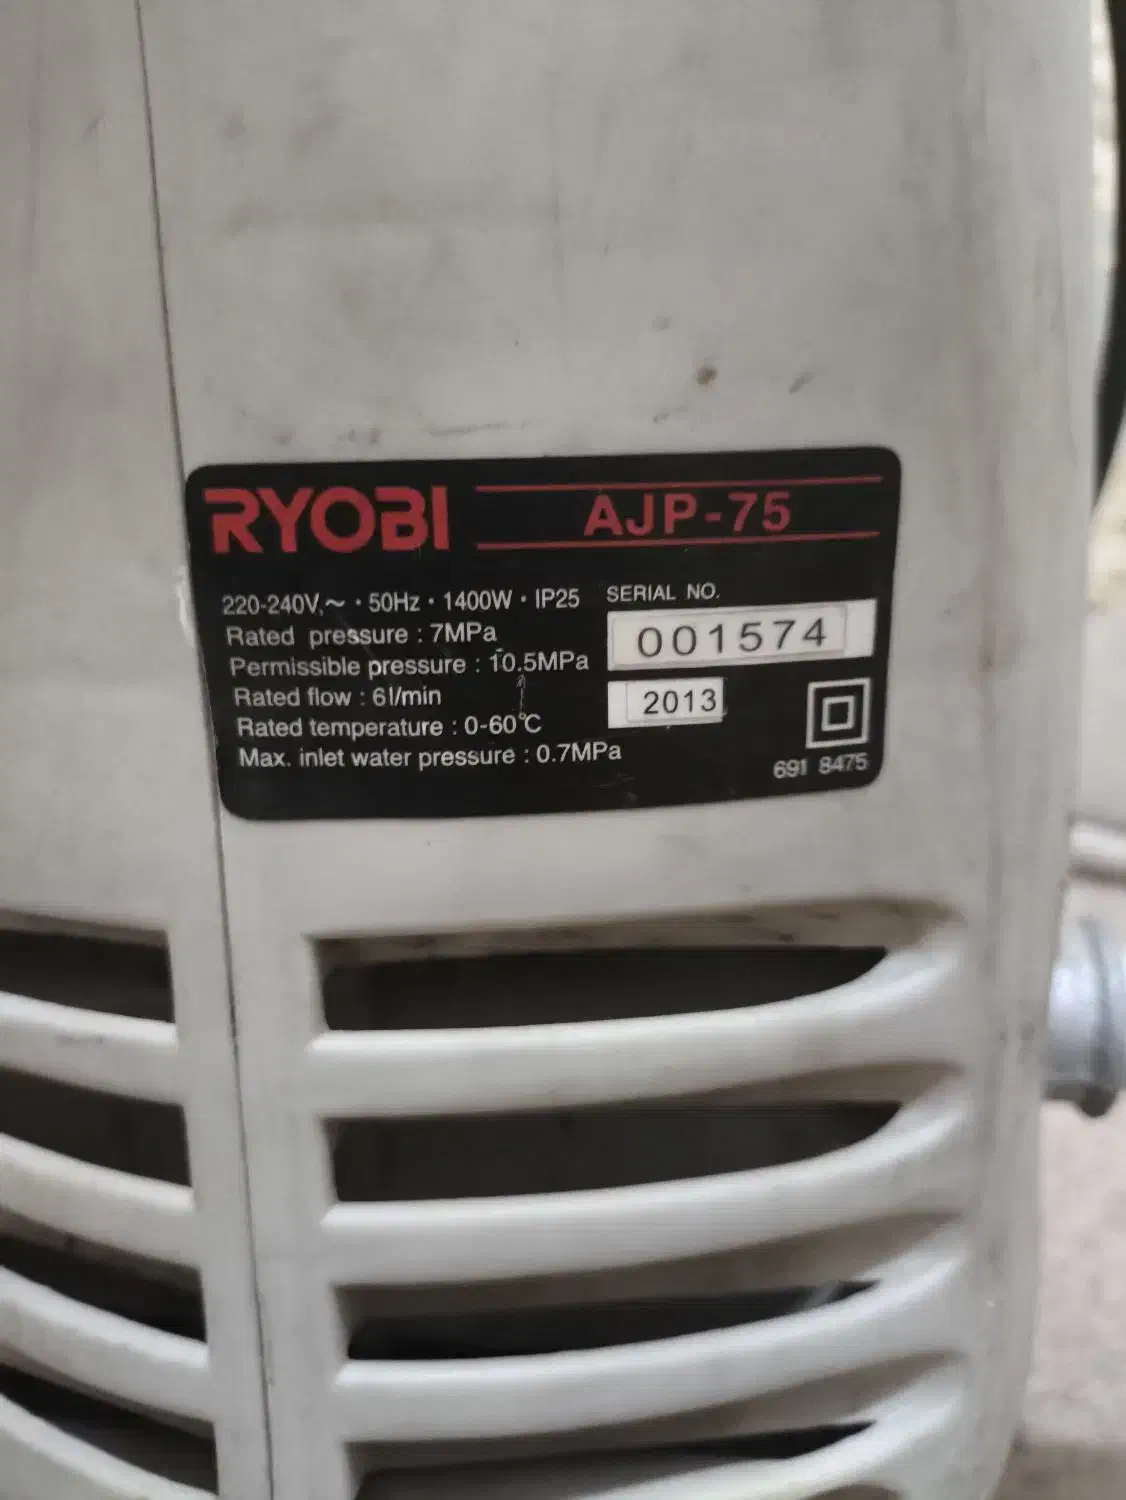 RYOBI AJP-75
220-240V,~ · 50Hz · 1400W · IP25
Rated pressure : 7MPa
Permissible pressure : 10.5MPa
Rated flow : 6l/min
Rated temperature : 0-60℃
Max. inlet water pressure : 0.7MPa
SERIAL NO.
001574
2013
691 8475